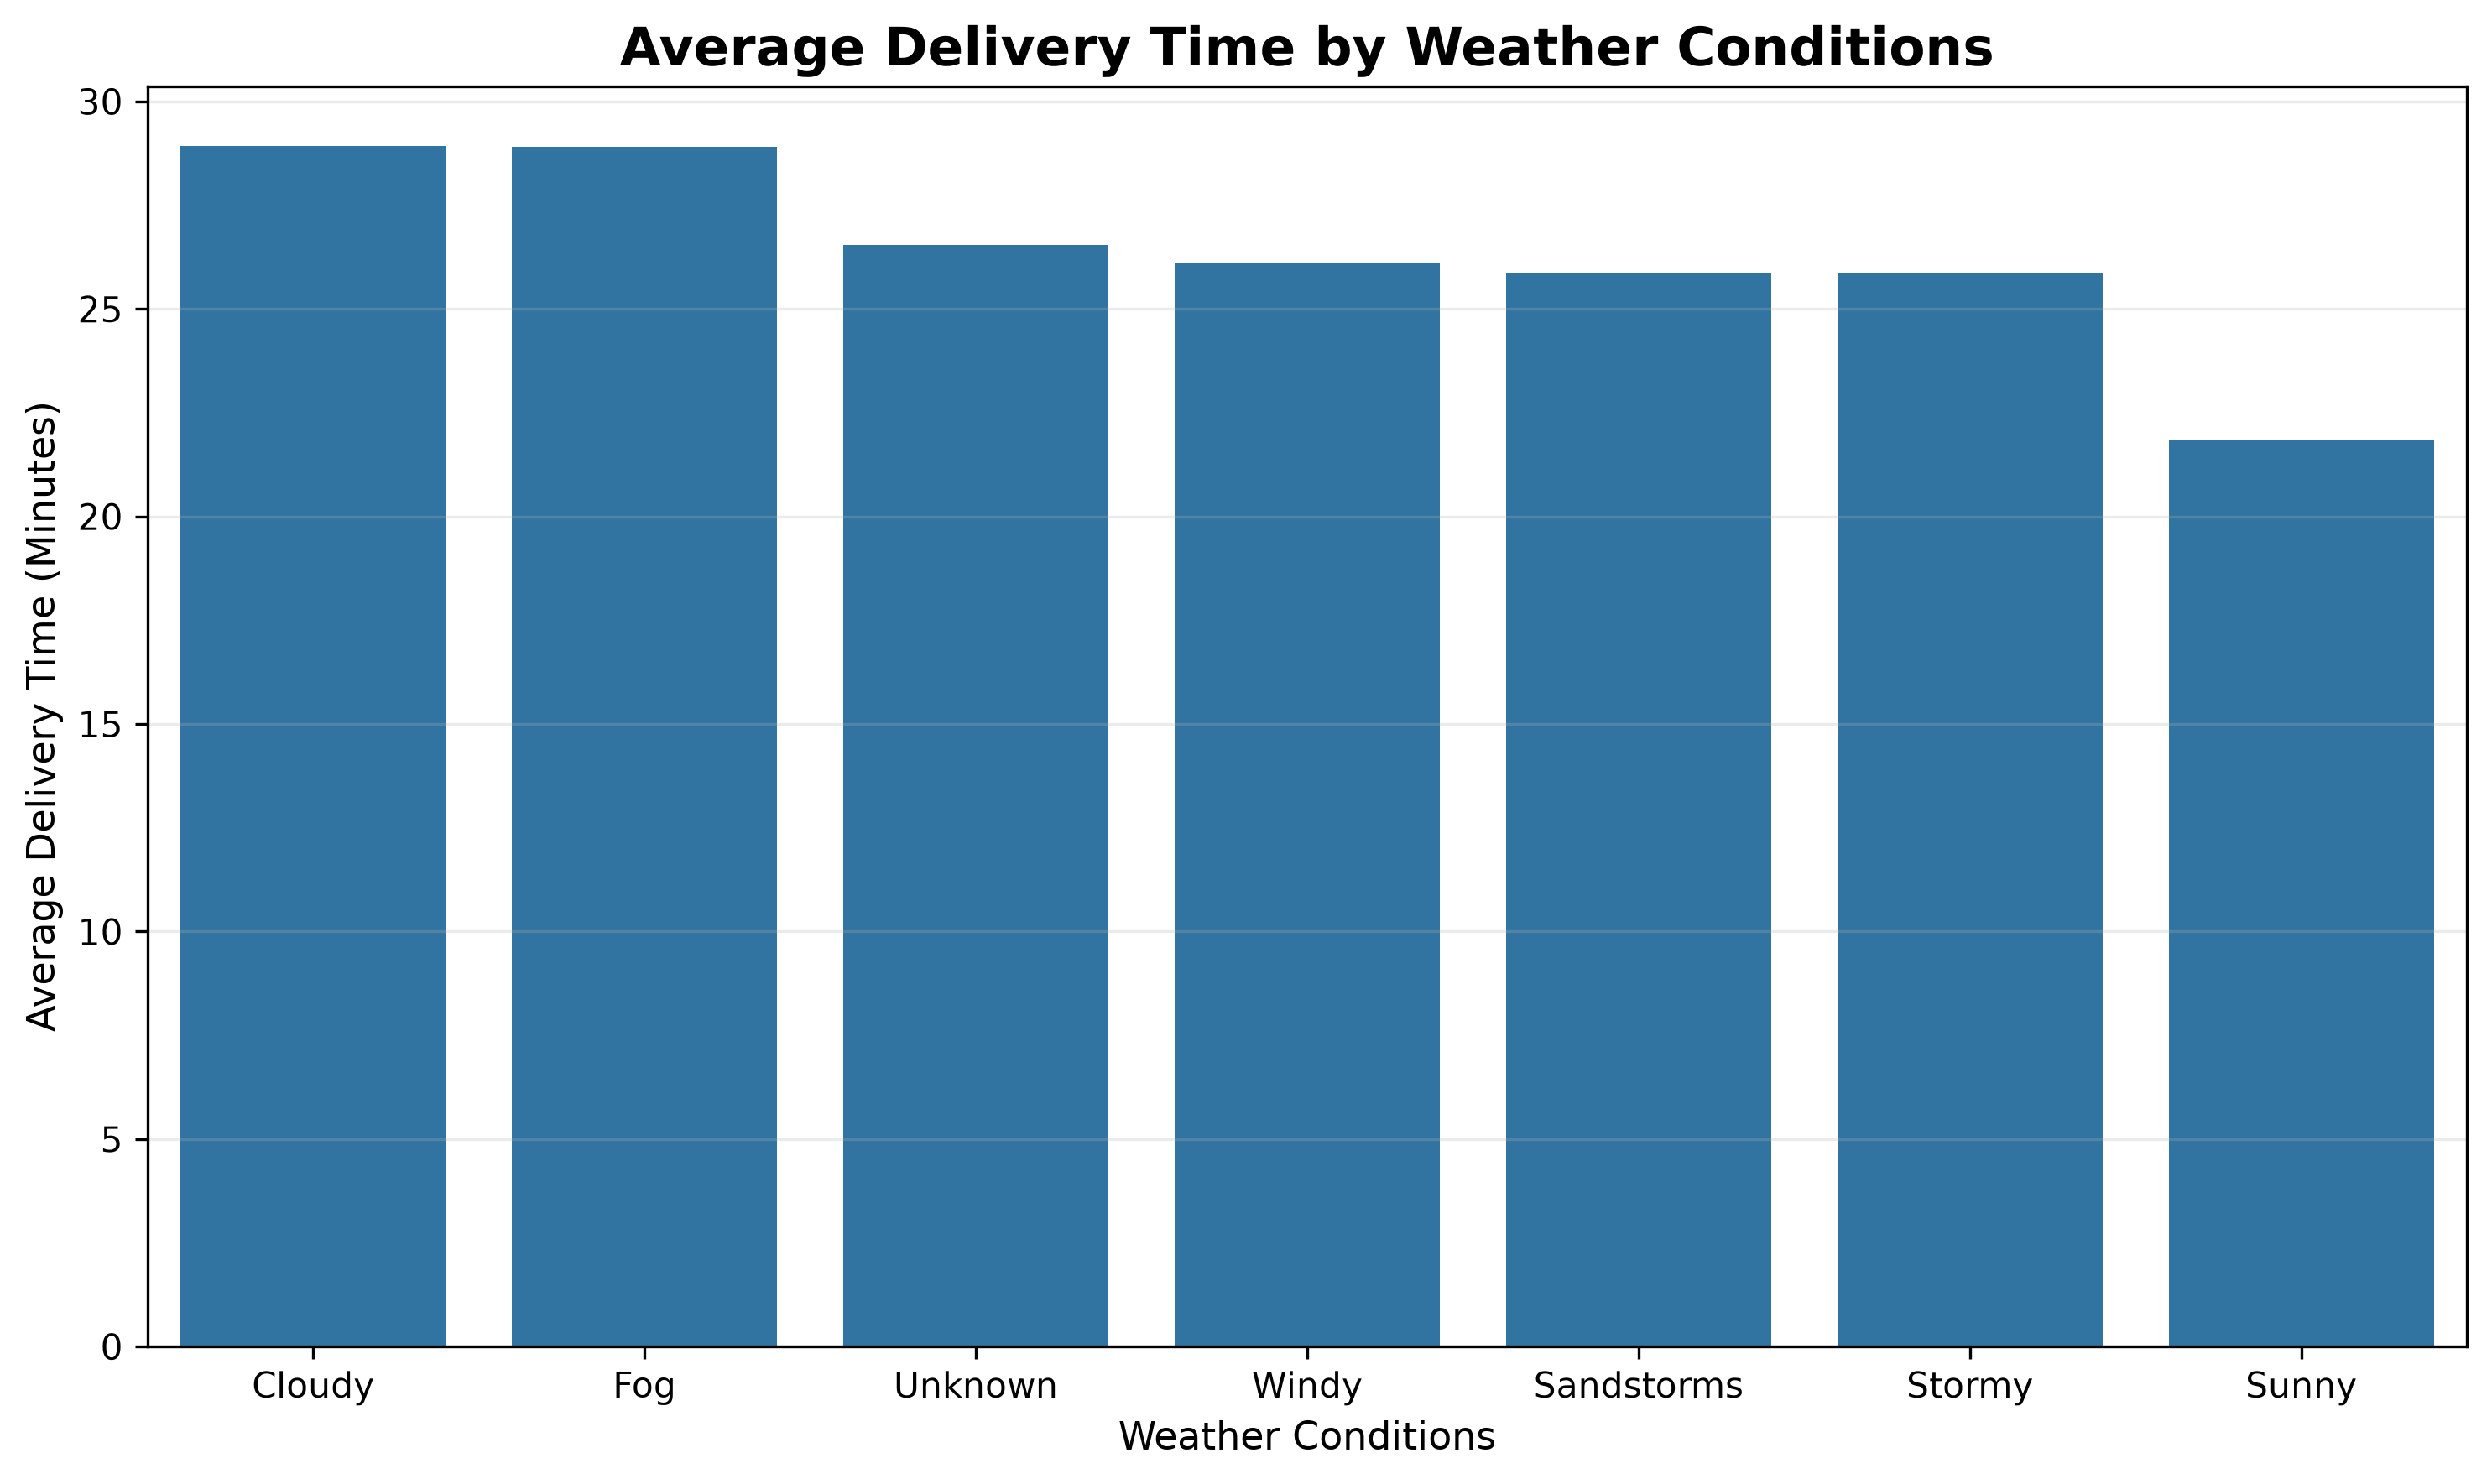 Average Delivery Time by Weather Conditions
30
25
20
15
10
5
0
Average Delivery Time (Minutes)
Cloudy Fog Unknown Windy Sandstorms Stormy Sunny
Weather Conditions